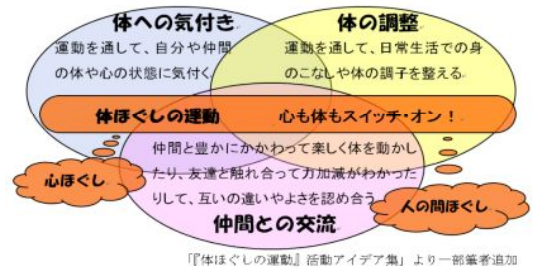 体への気付き
体の調整
運動を通して、自分や仲間
の体や心の状態に気付く。
運動を通して、日常生活での身
のこなしや体の調子を整える。
体ほぐしの運動　心も体もスイッチ・オン！
仲間と豊かにかかわって楽しく体を動かし
たり、友達と触れ合って力加減がわかった
りして、互いの違いやよさを認め合う。
心ほぐし
人の間ほぐし
仲間との交流
「『体ほぐしの運動』活動アイデア集」より一部筆者追加